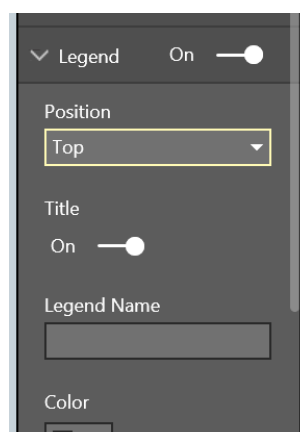 Legend On
Position
Top
Title
On
Legend Name
Color